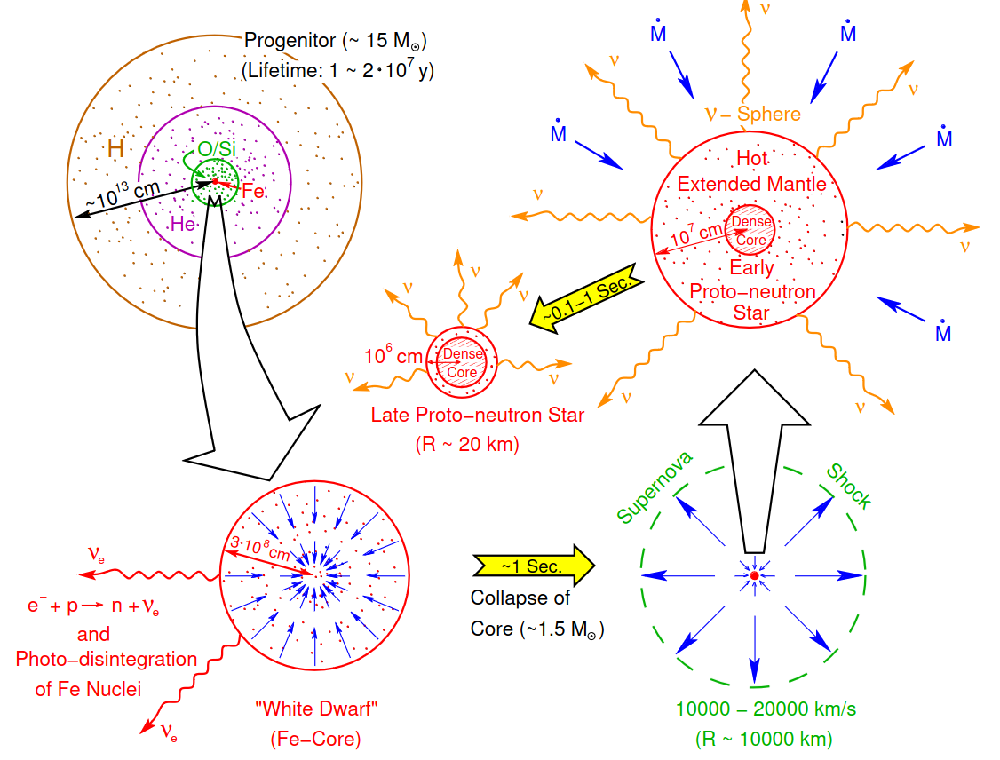 Progenitor (~ 15 M⊙)
(Lifetime: 1 ~ 2·10⁷ y)
H
O/Si
~10¹³ cm
Fe
He
Ṁ
Ṁ
Ṁ
Ṁ
Ṁ
ν
ν
ν
ν
ν
ν
ν
ν − Sphere
Hot
Extended Mantle
Dense
Core
10⁷ cm
Early
Proto−neutron
Star
~0.1−1 Sec.
ν
ν
ν
ν
ν
10⁶ cm
Dense
Core
Late Proto−neutron Star
(R ~ 20 km)
3·10⁸ cm
νₑ
e⁻ + p → n + νₑ
and
Photo−disintegration
of Fe Nuclei
νₑ
"White Dwarf"
(Fe−Core)
~1 Sec.
Collapse of
Core (~1.5 M⊙)
Supernova
Shock
10000 − 20000 km/s
(R ~ 10000 km)